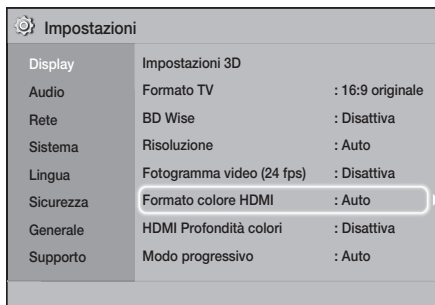 Impostazioni
Display
Audio
Rete
Sistema
Lingua
Sicurezza
Generale
Supporto
Impostazioni 3D
Formato TV : 16:9 originale
BD Wise : Disattiva
Risoluzione : Auto
Fotogramma video (24 fps) : Disattiva
Formato colore HDMI : Auto
HDMI Profondità colori : Disattiva
Modo progressivo : Auto